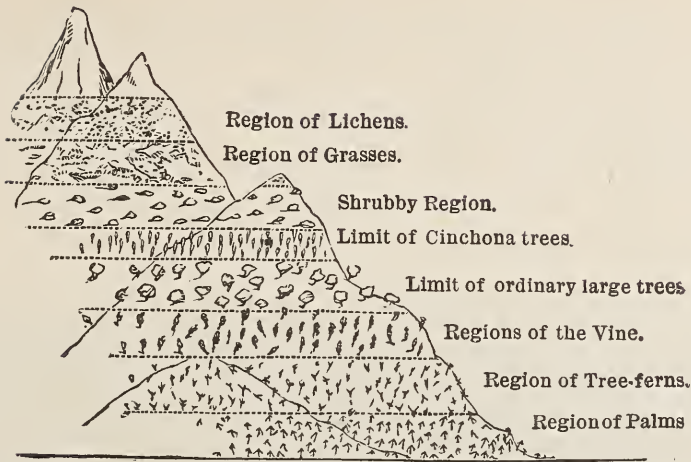 Region of Lichens.
Region of Grasses.
Shrubby Region.
Limit of Cinchona trees.
Limit of ordinary large trees
Regions of the Vine.
Region of Tree-ferns.
Region of Palms